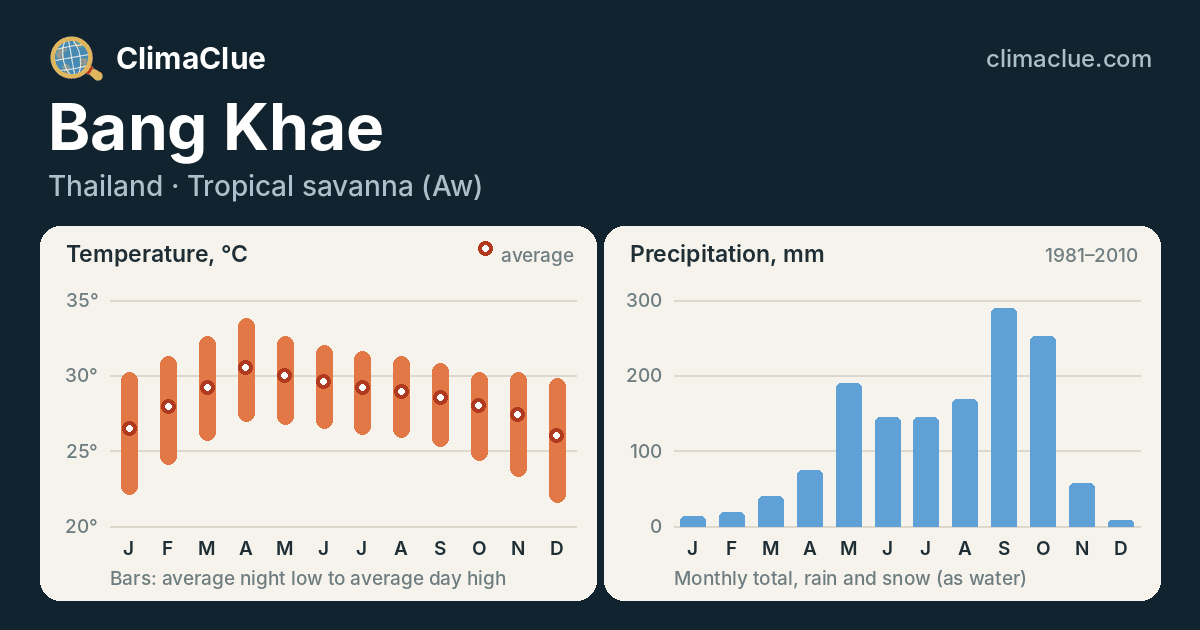 ClimaClue
climaclue.com
Bang Khae
Thailand · Tropical savanna (Aw)
Temperature, °C
average
35°
30°
25°
20°
J F M A M J J A S O N D
Bars: average night low to average day high
Precipitation, mm
1981–2010
300
200
100
0
J F M A M J J A S O N D
Monthly total, rain and snow (as water)